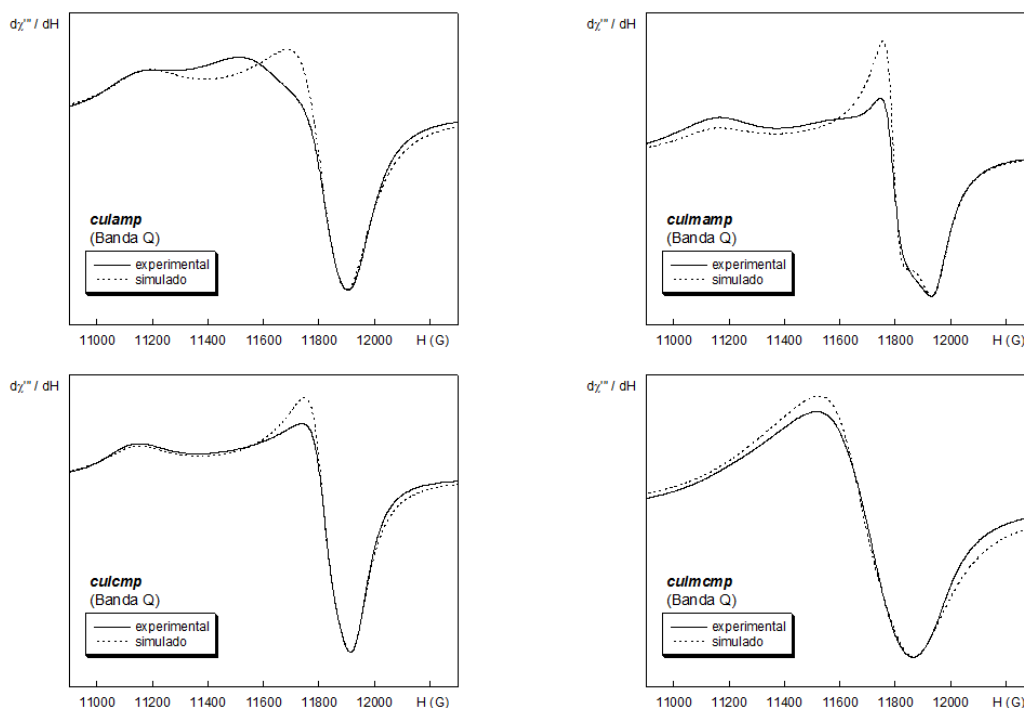 dχ'" / dH
culamp
(Banda Q)
experimental
simulado
11000 11200 11400 11600 11800 12000 H (G)
dχ'" / dH
culmamp
(Banda Q)
experimental
simulado
11000 11200 11400 11600 11800 12000 H (G)
dχ'" / dH
culcmp
(Banda Q)
experimental
simulado
11000 11200 11400 11600 11800 12000 H (G)
dχ'" / dH
culmcmp
(Banda Q)
experimental
simulado
11000 11200 11400 11600 11800 12000 H (G)